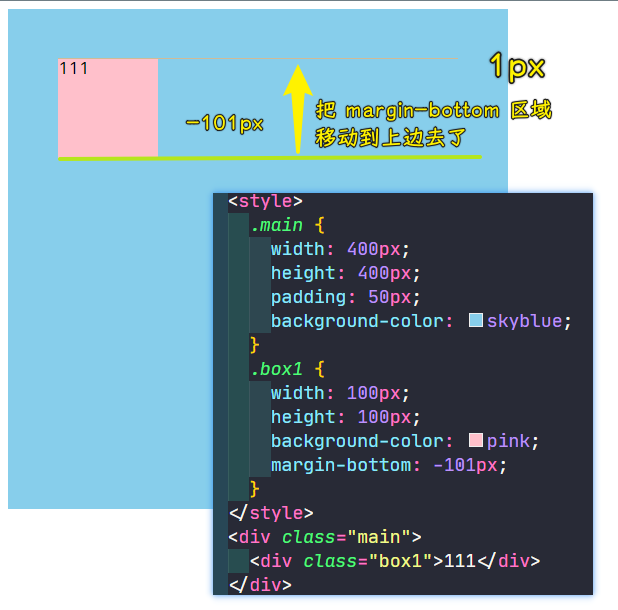 1px
111
-101px
把 margin-bottom 区域
移动到上边去了
<style>
.main {
width: 400px;
height: 400px;
padding: 50px;
background-color: skyblue;
}
.box1 {
width: 100px;
height: 100px;
background-color: pink;
margin-bottom: -101px;
}
</style>
<div class="main">
<div class="box1">111</div>
</div>